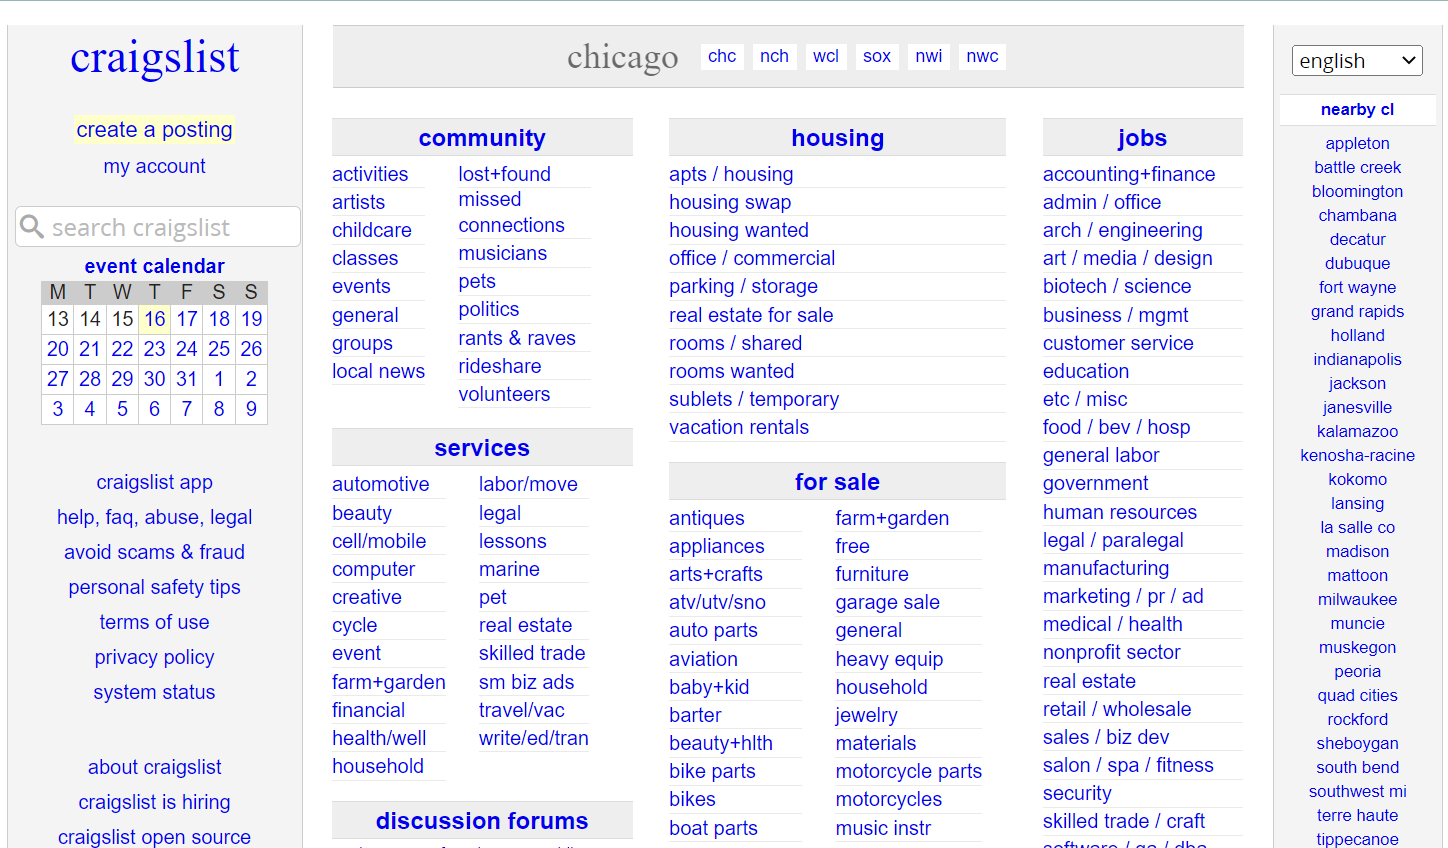 craigslist
create a posting
my account
search craigslist
event calendar
M T W T F S S
13 14 15 16 17 18 19
20 21 22 23 24 25 26
27 28 29 30 31 1 2
3 4 5 6 7 8 9
craigslist app
help, faq, abuse, legal
avoid scams & fraud
personal safety tips
terms of use
privacy policy
system status
about craigslist
craigslist is hiring
craigslist open source
chicago chc nch wcl sox nwi nwc
community
activities
artists
childcare
classes
events
general
groups
local news
lost+found
missed
connections
musicians
pets
politics
rants & raves
rideshare
volunteers
services
automotive
beauty
cell/mobile
computer
creative
cycle
event
farm+garden
financial
health/well
household
labor/move
legal
lessons
marine
pet
real estate
skilled trade
sm biz ads
travel/vac
write/ed/tran
discussion forums
housing
apts / housing
housing swap
housing wanted
office / commercial
parking / storage
real estate for sale
rooms / shared
rooms wanted
sublets / temporary
vacation rentals
for sale
antiques
appliances
arts+crafts
atv/utv/sno
auto parts
aviation
baby+kid
barter
beauty+hlth
bike parts
bikes
boat parts
farm+garden
free
furniture
garage sale
general
heavy equip
household
jewelry
materials
motorcycle parts
motorcycles
music instr
jobs
accounting+finance
admin / office
arch / engineering
art / media / design
biotech / science
business / mgmt
customer service
education
etc / misc
food / bev / hosp
general labor
government
human resources
legal / paralegal
manufacturing
marketing / pr / ad
medical / health
nonprofit sector
real estate
retail / wholesale
sales / biz dev
salon / spa / fitness
security
skilled trade / craft
software / qa / dba
english
nearby cl
appleton
battle creek
bloomington
chambana
decatur
dubuque
fort wayne
grand rapids
holland
indianapolis
jackson
janesville
kalamazoo
kenosha-racine
kokomo
lansing
la salle co
madison
mattoon
milwaukee
muncie
muskegon
peoria
quad cities
rockford
sheboygan
south bend
southwest mi
terre haute
tippecanoe